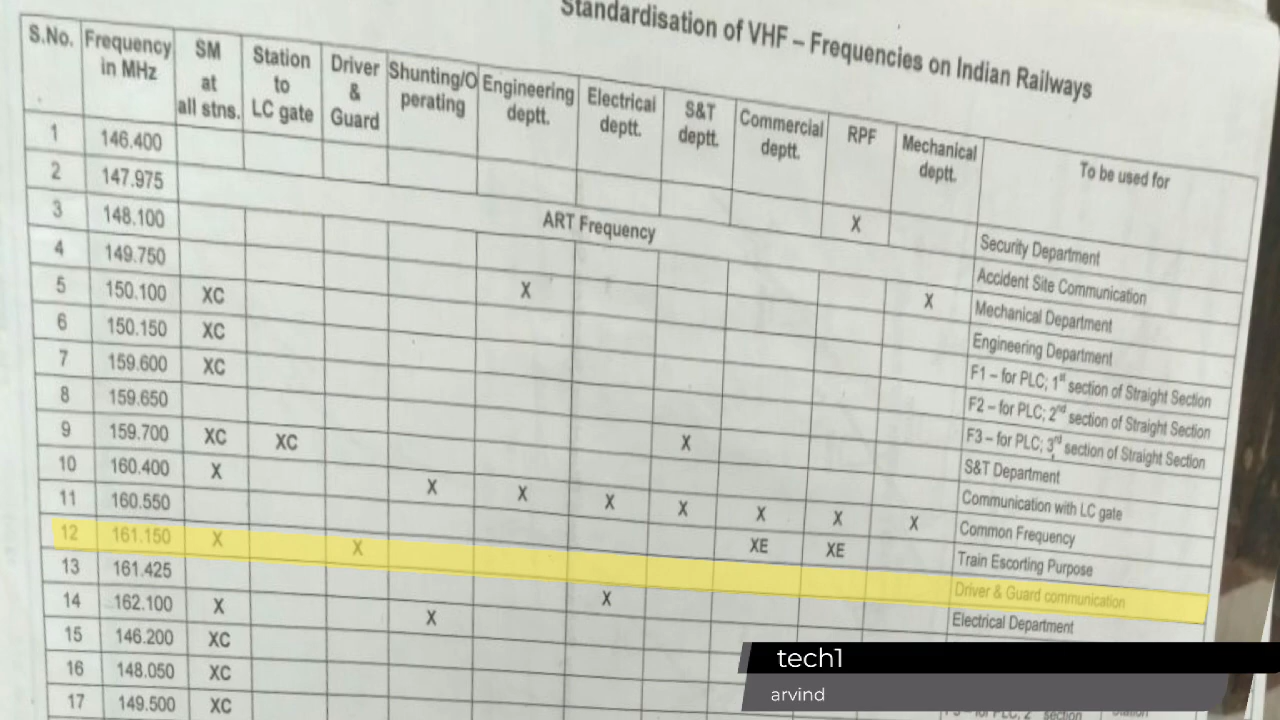 Standardisation of VHF – Frequencies on Indian Railways
S.No. Frequency in MHz SM at all stns. Station to LC gate Driver & Guard Shunting/Operating Engineering deptt. Electrical deptt. S&T deptt. Commercial deptt. RPF Mechanical deptt. To be used for
1 146.400 X Security Department
2 147.975 ART Frequency Accident Site Communication
3 148.100 X Mechanical Department
4 149.750 X Engineering Department
5 150.100 XC F1 – for PLC; 1st section of Straight Section
6 150.150 XC F2 – for PLC; 2nd section of Straight Section
7 159.600 XC F3 – for PLC; 3rd section of Straight Section
8 159.650 X S&T Department
9 159.700 XC XC Communication with LC gate
10 160.400 X X X X X X X X Common Frequency
11 160.550 XE XE Train Escorting Purpose
12 161.150 X X Driver & Guard communication
13 161.425 X Electrical Department
14 162.100 X X
15 146.200 XC
16 148.050 XC
17 149.500 XC
tech1
arvind